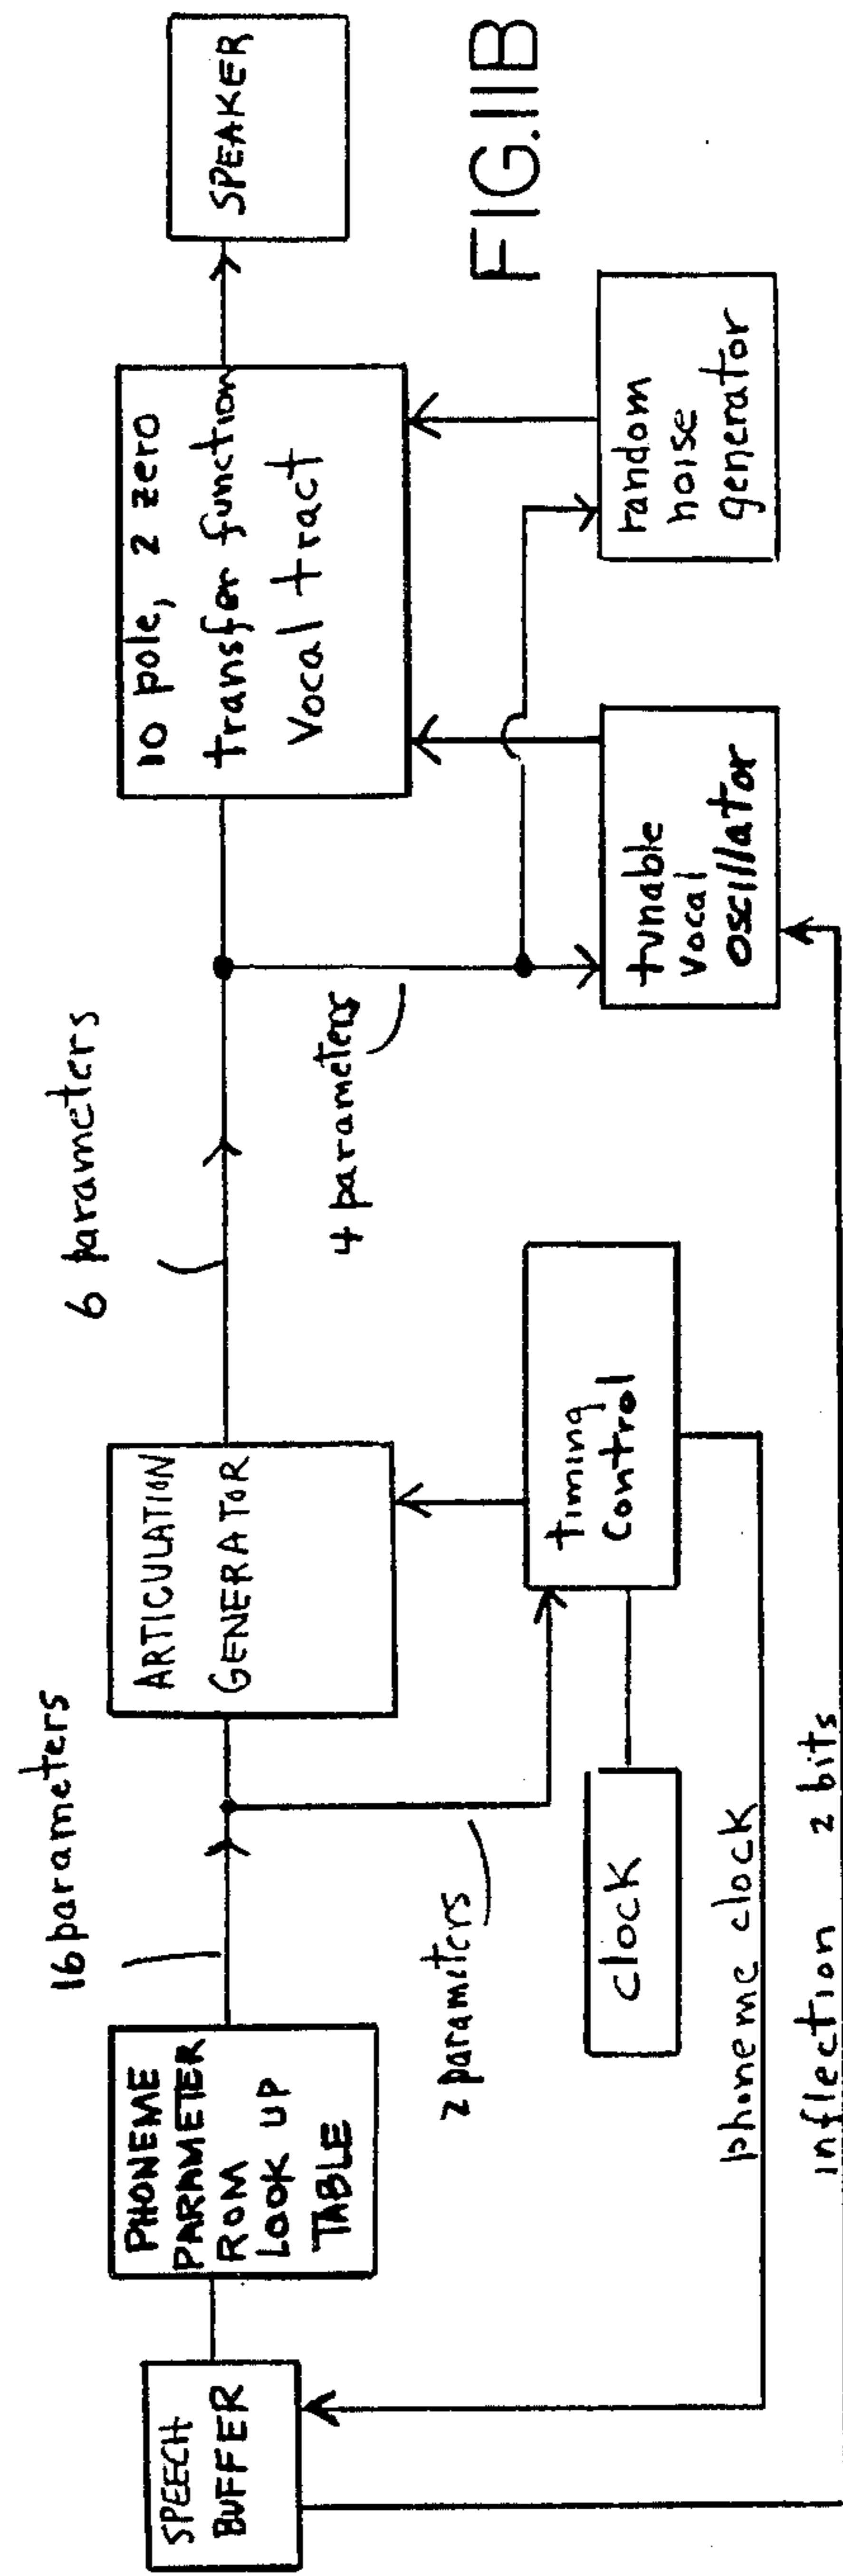 SPEECH
BUFFER
PHONEME
PARAMETER
ROM
LOOK UP
TABLE
16 parameters
2 parameters
ARTICULATION
GENERATOR
clock
timing
Control
phoneme clock
inflection 2 bits
6 parameters
4 parameters
10 pole, 2 zero
transfer function
Vocal tract
tunable
Vocal
oscillator
random
noise
generator
SPEAKER
FIG.11B